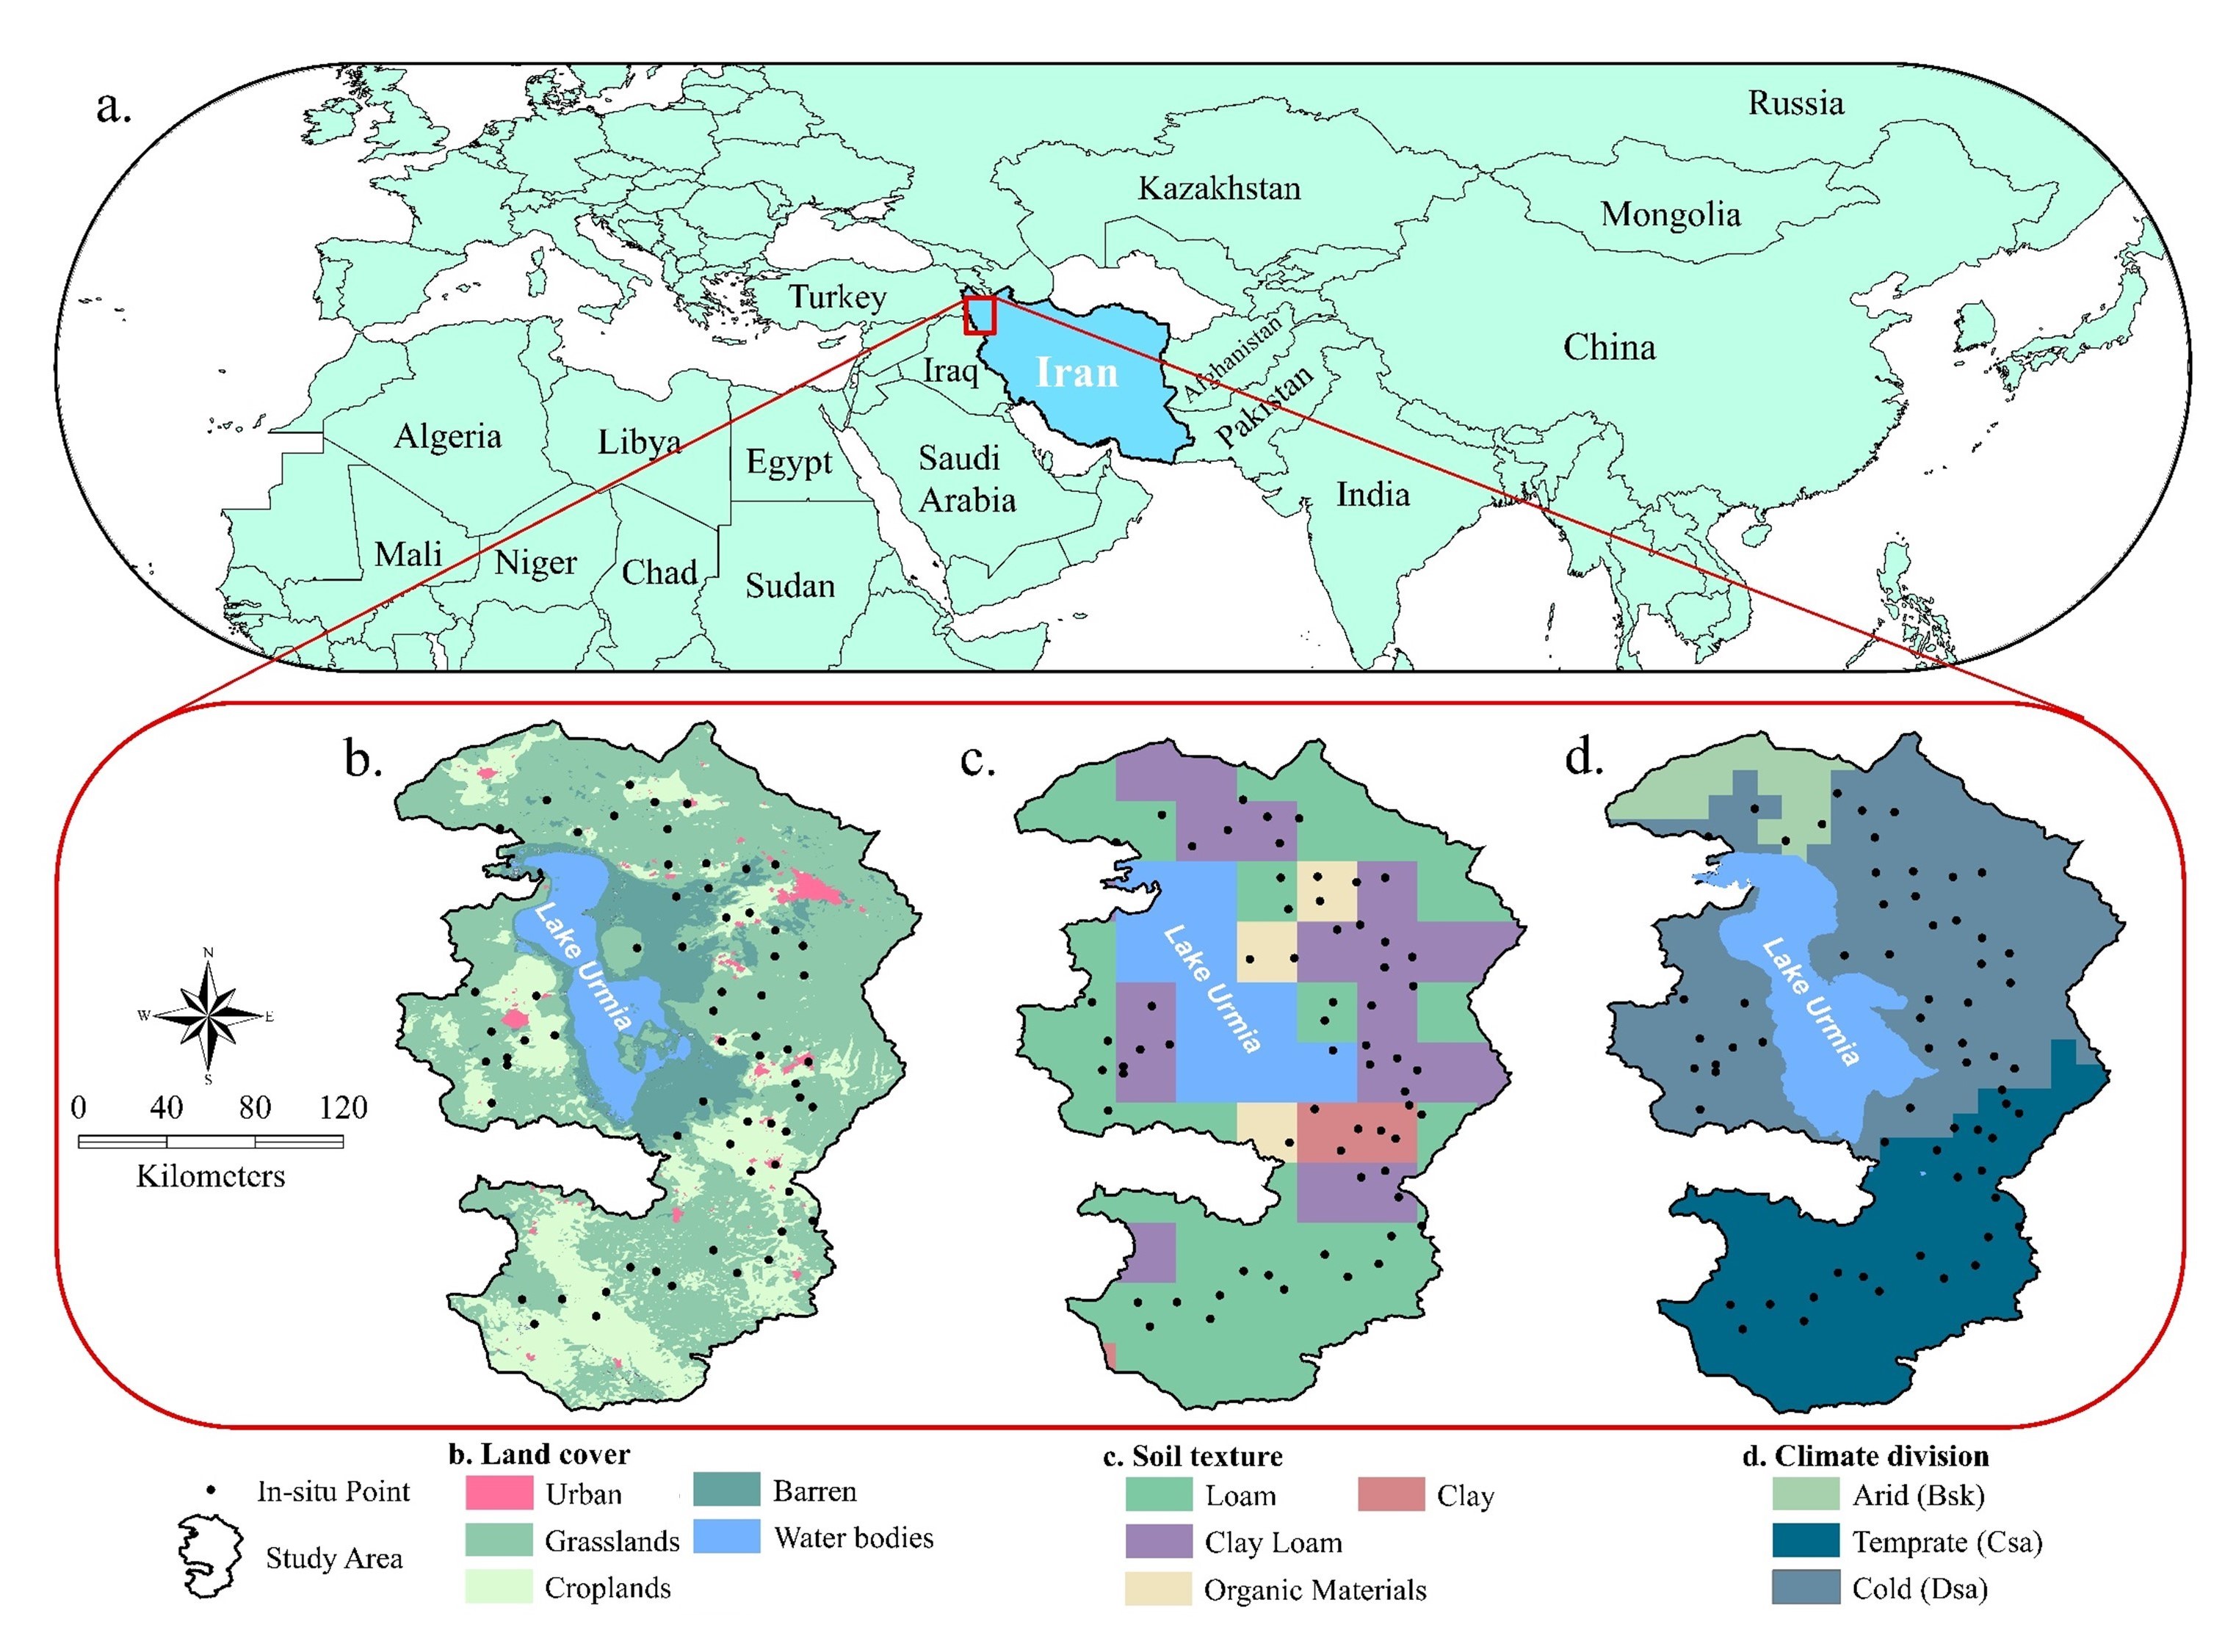 a.
Russia
Kazakhstan
Mongolia
Turkey
China
Afghanistan
Iraq
Iran
Pakistan
Algeria
Libya
Egypt
Saudi
Arabia
India
Mali
Niger
Chad
Sudan
b.
c.
d.
Lake Urmia
Lake Urmia
Lake Urmia
N
W
E
S
0 40 80 120
Kilometers
In-situ Point
Study Area
b. Land cover
Urban
Grasslands
Croplands
Barren
Water bodies
c. Soil texture
Loam
Clay Loam
Organic Materials
Clay
d. Climate division
Arid (Bsk)
Temprate (Csa)
Cold (Dsa)